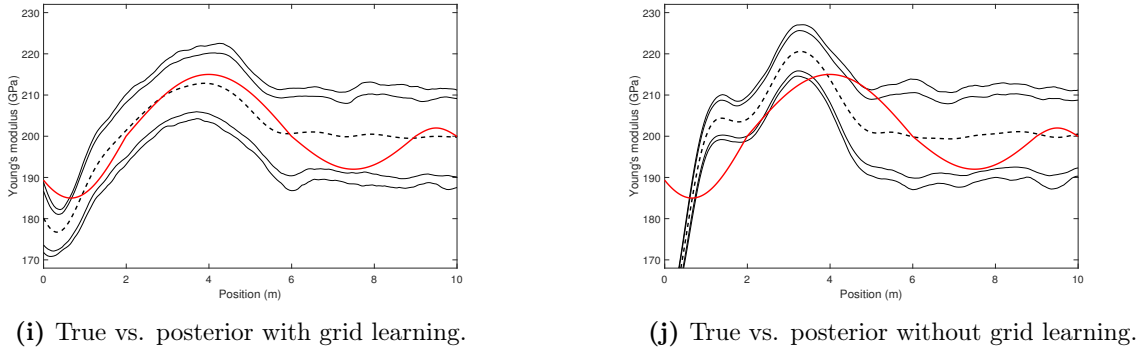 230
220
210
200
190
180
170
Young's modulus (GPa)
0 2 4 6 8 10
Position (m)
(i) True vs. posterior with grid learning.
230
220
210
200
190
180
170
Young's modulus (GPa)
0 2 4 6 8 10
Position (m)
(j) True vs. posterior without grid learning.